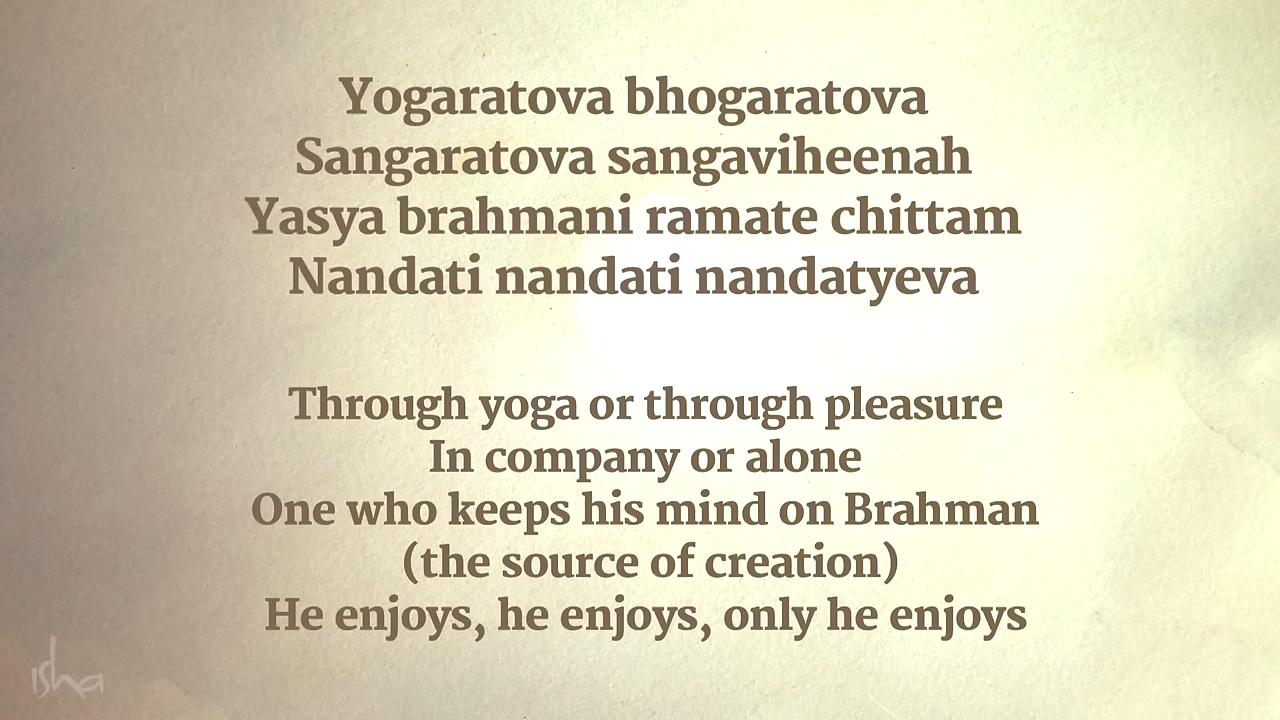 Yogaratova bhogaratova
Sangaratova sangaviheenah
Yasya brahmani ramate chittam
Nandati nandati nandatyeva
Through yoga or through pleasure
In company or alone
One who keeps his mind on Brahman
(the source of creation)
He enjoys, he enjoys, only he enjoys
isha